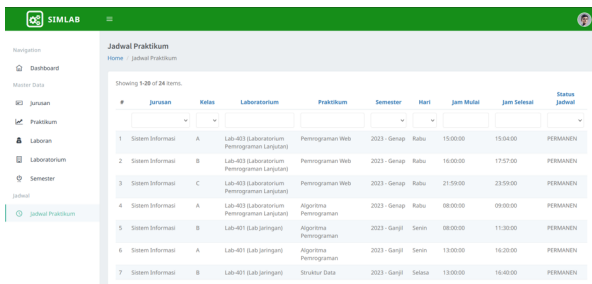 SIMLAB
Navigation
Dashboard
Master Data
Jurusan
Praktikum
Laboran
Laboratorium
Semester
Jadwal
Jadwal Praktikum
Jadwal Praktikum
Home / Jadwal Praktikum
Showing 1-20 of 24 items.
# Jurusan Kelas Laboratorium Praktikum Semester Hari Jam Mulai Jam Selesai Status Jadwal
1 Sistem Informasi A Lab-403 (Laboratorium Pemrograman Lanjutan) Pemrograman Web 2023 - Genap Rabu 15:00:00 15:04:00 PERMANEN
2 Sistem Informasi B Lab-403 (Laboratorium Pemrograman Lanjutan) Pemrograman Web 2023 - Genap Rabu 16:00:00 17:57:00 PERMANEN
3 Sistem Informasi C Lab-403 (Laboratorium Pemrograman Lanjutan) Pemrograman Web 2023 - Genap Rabu 21:59:00 23:59:00 PERMANEN
4 Sistem Informasi A Lab-403 (Laboratorium Pemrograman Lanjutan) Algoritma Pemrograman 2023 - Genap Rabu 08:00:00 09:00:00 PERMANEN
5 Sistem Informasi B Lab-401 (Lab Jaringan) Algoritma Pemrograman 2023 - Ganjil Senin 08:00:00 11:30:00 PERMANEN
6 Sistem Informasi A Lab-401 (Lab Jaringan) Algoritma Pemrograman 2023 - Ganjil Senin 13:00:00 16:20:00 PERMANEN
7 Sistem Informasi B Lab-401 (Lab Jaringan) Struktur Data 2023 - Ganjil Selasa 13:00:00 16:40:00 PERMANEN